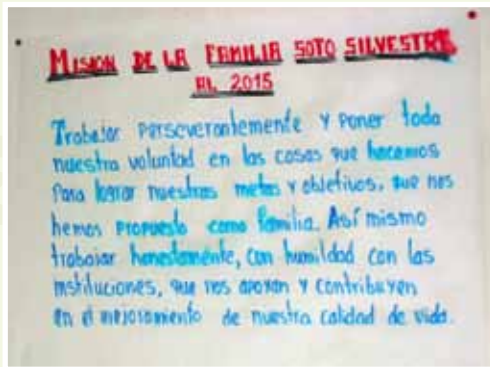 MISION DE LA FAMILIA SOTO SILVESTRE
AL 2015
Trabajar perseverantemente y poner toda
nuestra voluntad en las cosas que hacemos
para lograr nuestras metas y objetivos, que nos
hemos propuesto como familia. Así mismo
trabajar honestamente, con humildad con las
instituciones, que nos apoyan y contribuyen
en el mejoramento de nuestra calidad de vida.